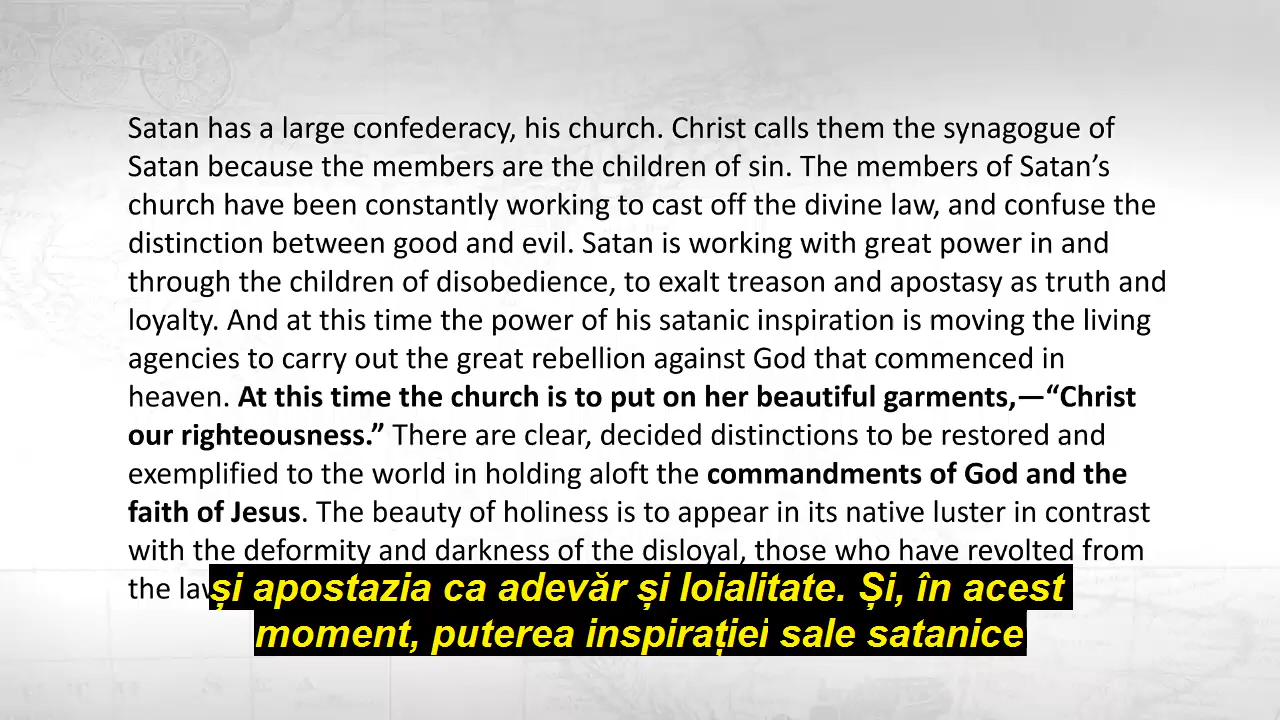 Satan has a large confederacy, his church. Christ calls them the synagogue of
Satan because the members are the children of sin. The members of Satan’s
church have been constantly working to cast off the divine law, and confuse the
distinction between good and evil. Satan is working with great power in and
through the children of disobedience, to exalt treason and apostasy as truth and
loyalty. And at this time the power of his satanic inspiration is moving the living
agencies to carry out the great rebellion against God that commenced in
heaven. At this time the church is to put on her beautiful garments,—“Christ
our righteousness.” There are clear, decided distinctions to be restored and
exemplified to the world in holding aloft the commandments of God and the
faith of Jesus. The beauty of holiness is to appear in its native luster in contrast
with the deformity and darkness of the disloyal, those who have revolted from
the
și apostazia ca adevăr și loialitate. Și, în acest
moment, puterea inspirației sale satanice